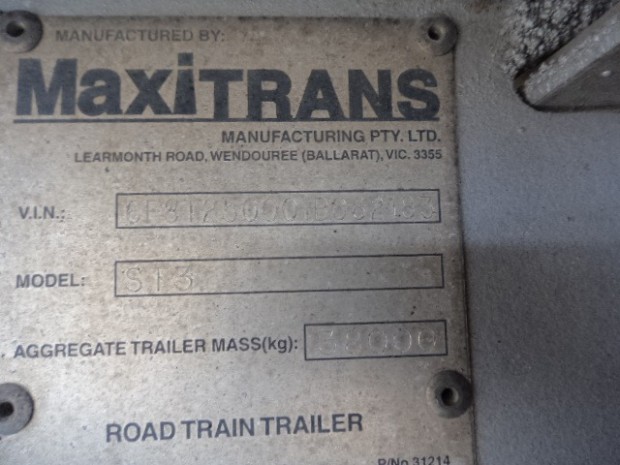 MANUFACTURED BY:
MaxiTRANS
MANUFACTURING PTY. LTD.
LEARMONTH ROAD, WENDOUREE (BALLARAT), VIC. 3355
V.I.N.:
MODEL: ST3
AGGREGATE TRAILER MASS(kg):
ROAD TRAIN TRAILER
P/No 31214